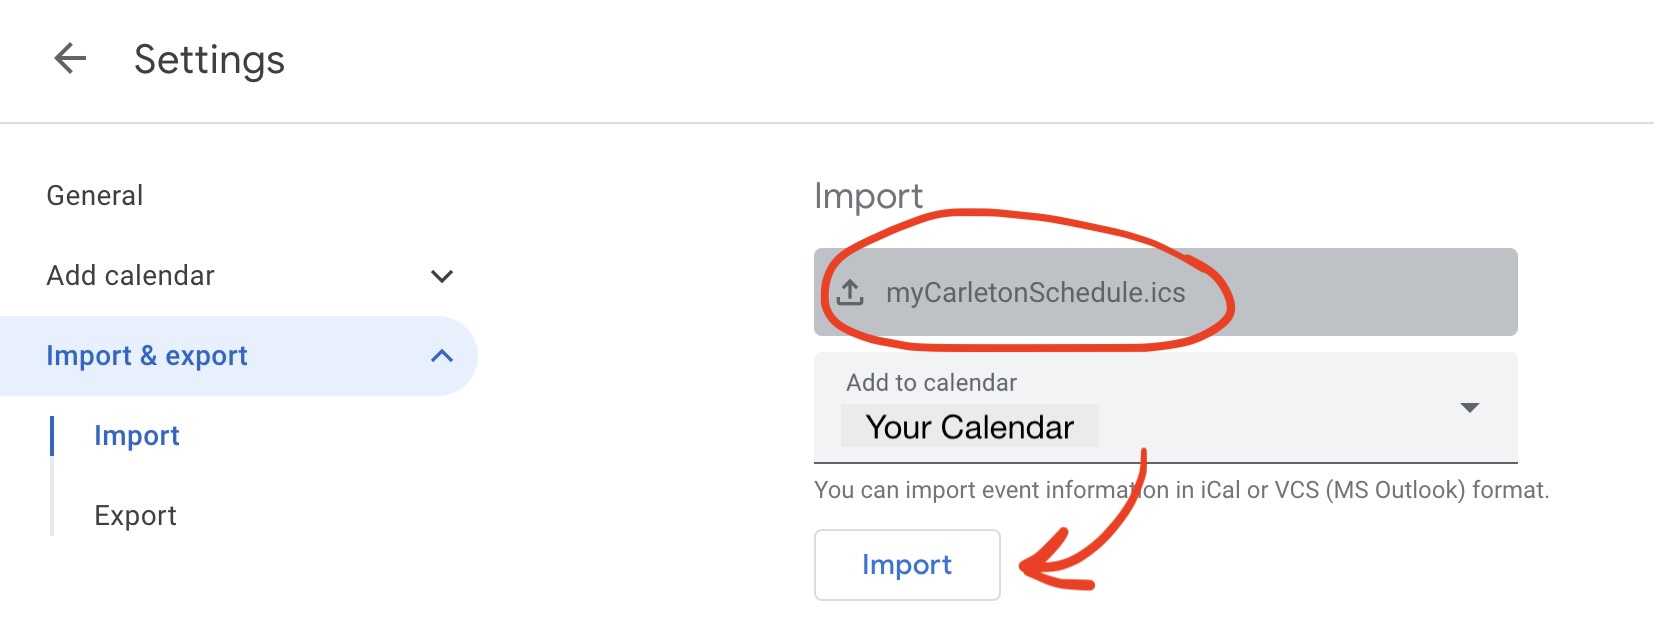 Settings
General
Add calendar
Import & export
Import
Export
Import
myCarletonSchedule.ics
Add to calendar
Your Calendar
You can import event information in iCal or VCS (MS Outlook) format.
Import